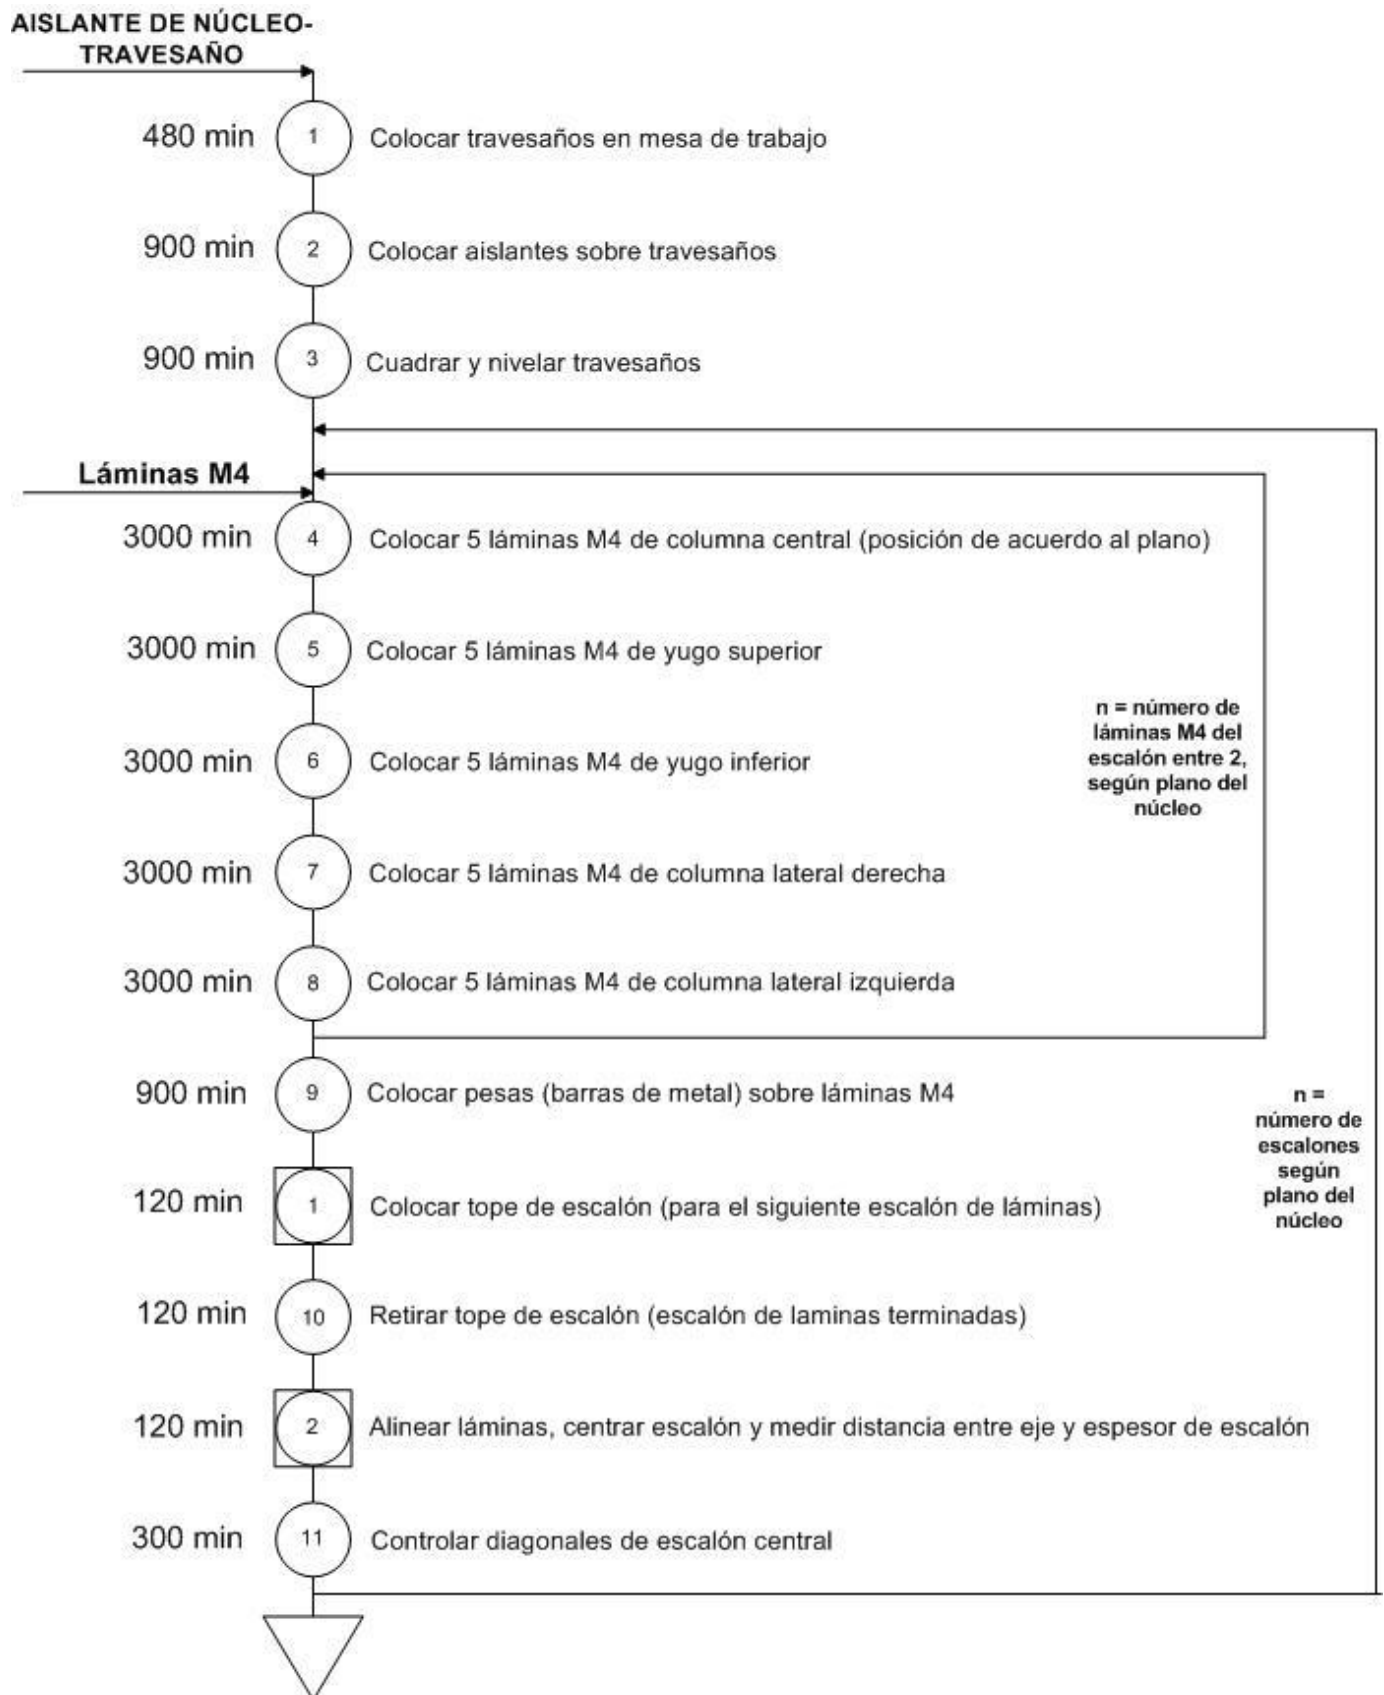 AISLANTE DE NÚCLEO-
TRAVESAÑO
480 min 1 Colocar travesaños en mesa de trabajo
900 min 2 Colocar aislantes sobre travesaños
900 min 3 Cuadrar y nivelar travesaños
Láminas M4
3000 min 4 Colocar 5 láminas M4 de columna central (posición de acuerdo al plano)
3000 min 5 Colocar 5 láminas M4 de yugo superior
n = número de
láminas M4 del
escalón entre 2,
según plano del
núcleo
3000 min 6 Colocar 5 láminas M4 de yugo inferior
3000 min 7 Colocar 5 láminas M4 de columna lateral derecha
3000 min 8 Colocar 5 láminas M4 de columna lateral izquierda
900 min 9 Colocar pesas (barras de metal) sobre láminas M4
n =
número de
escalones
según
plano del
núcleo
120 min 1 Colocar tope de escalón (para el siguiente escalón de láminas)
120 min 10 Retirar tope de escalón (escalón de laminas terminadas)
120 min 2 Alinear láminas, centrar escalón y medir distancia entre eje y espesor de escalón
300 min 11 Controlar diagonales de escalón central